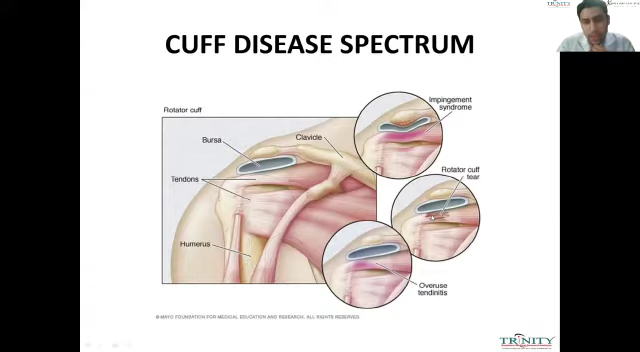 TRINITY
CUFF DISEASE SPECTRUM
Rotator cuff
Bursa
Clavicle
Tendons
Humerus
Impingement
syndrome
Rotator cuff
tear
Overuse
tendinitis
© MAYO FOUNDATION FOR MEDICAL EDUCATION AND RESEARCH. ALL RIGHTS RESERVED.
TRINITY